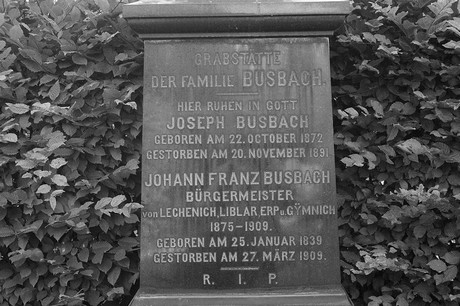 GRABSTÄTTE
DER FAMILIE BUSBACH.
HIER RUHEN IN GOTT
JOSEPH BUSBACH
GEBOREN AM 22. OCTOBER 1872
GESTORBEN AM 20. NOVEMBER 1891
JOHANN FRANZ BUSBACH
BÜRGERMEISTER
von LECHENICH, LIBLAR ERP u. GYMNICH
1875-1909.
GEBOREN AM 25. JANUAR 1839
GESTORBEN AM 27. MÄRZ 1909.
R. I. P.